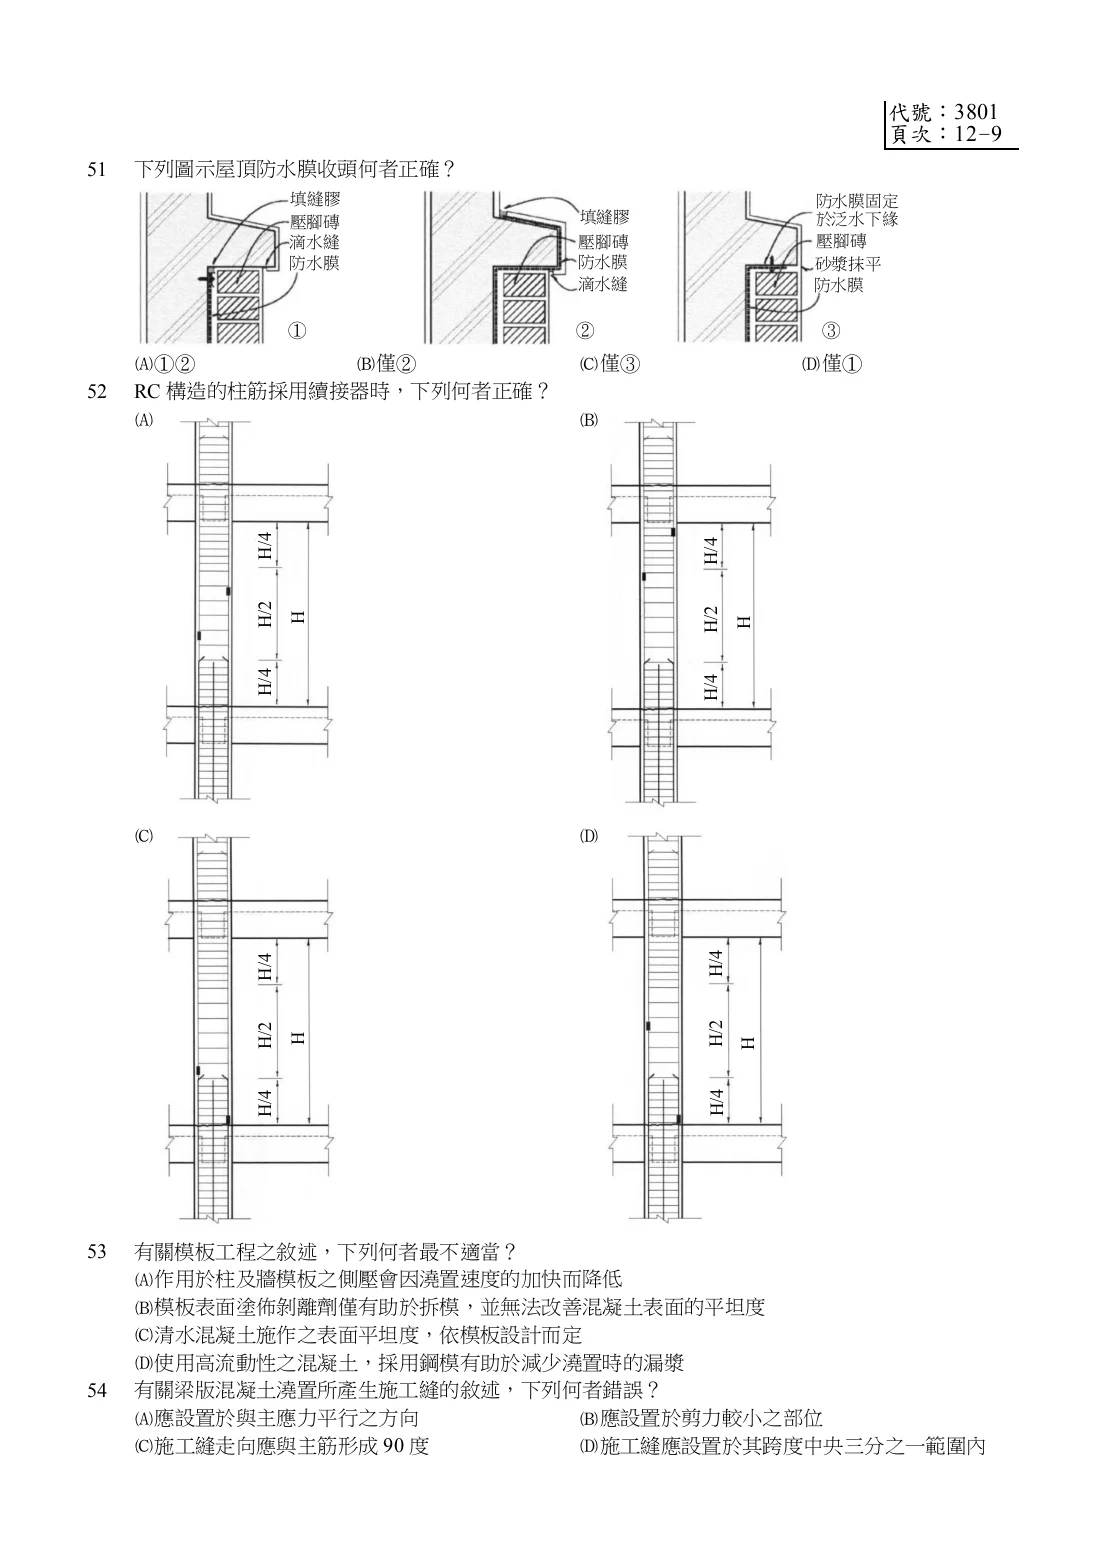 代號：3801
頁次：12－9
51 下列圖示屋頂防水膜收頭何者正確？
填縫膠
壓腳磚
滴水縫
防水膜
①
填縫膠
壓腳磚
防水膜
滴水縫
②
防水膜固定
於泛水下緣
壓腳磚
砂漿抹平
防水膜
③
(A)①② (B)僅② (C)僅③ (D)僅①
52 RC 構造的柱筋採用續接器時，下列何者正確？
(A)
H/4
H/2
H/4
H
(B)
H/4
H/2
H/4
H
(C)
H/4
H/2
H/4
H
(D)
H/4
H/2
H/4
H
53 有關模板工程之敘述，下列何者最不適當？
(A)作用於柱及牆模板之側壓會因澆置速度的加快而降低
(B)模板表面塗佈剝離劑僅有助於拆模，並無法改善混凝土表面的平坦度
(C)清水混凝土施作之表面平坦度，依模板設計而定
(D)使用高流動性之混凝土，採用鋼模有助於減少澆置時的漏漿
54 有關梁版混凝土澆置所產生施工縫的敘述，下列何者錯誤？
(A)應設置於與主應力平行之方向 (B)應設置於剪力較小之部位
(C)施工縫走向應與主筋形成 90 度 (D)施工縫應設置於其跨度中央三分之一範圍內